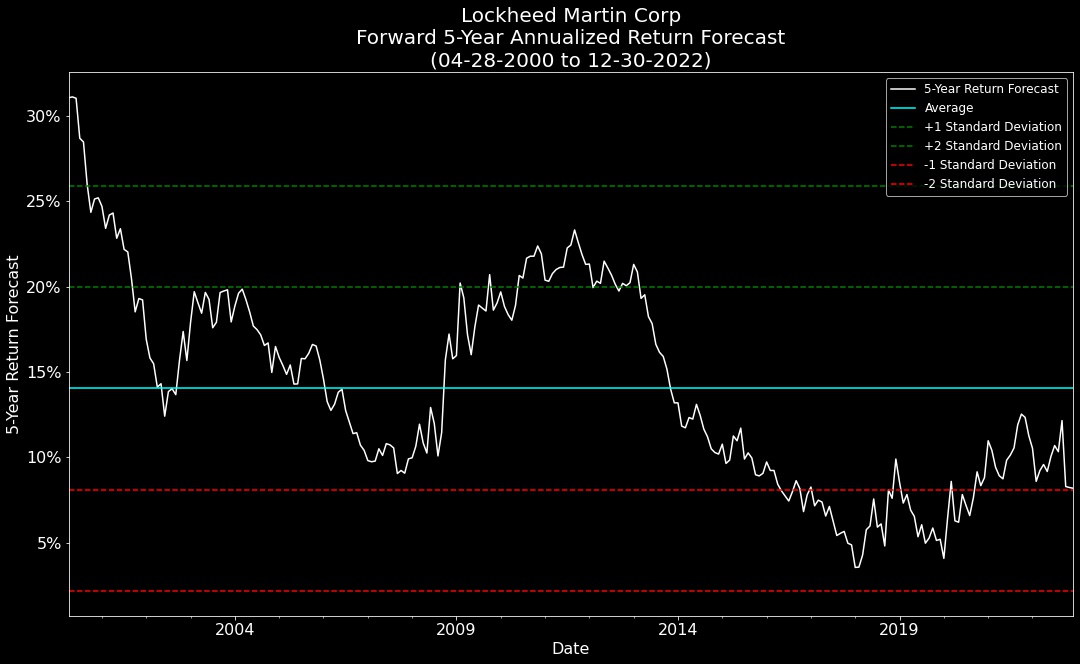 Lockheed Martin Corp
Forward 5-Year Annualized Return Forecast
(04-28-2000 to 12-30-2022)
5-Year Return Forecast
Average
+1 Standard Deviation
+2 Standard Deviation
-1 Standard Deviation
-2 Standard Deviation
30%
25%
20%
15%
10%
5%
5-Year Return Forecast
2004
2009
2014
2019
Date